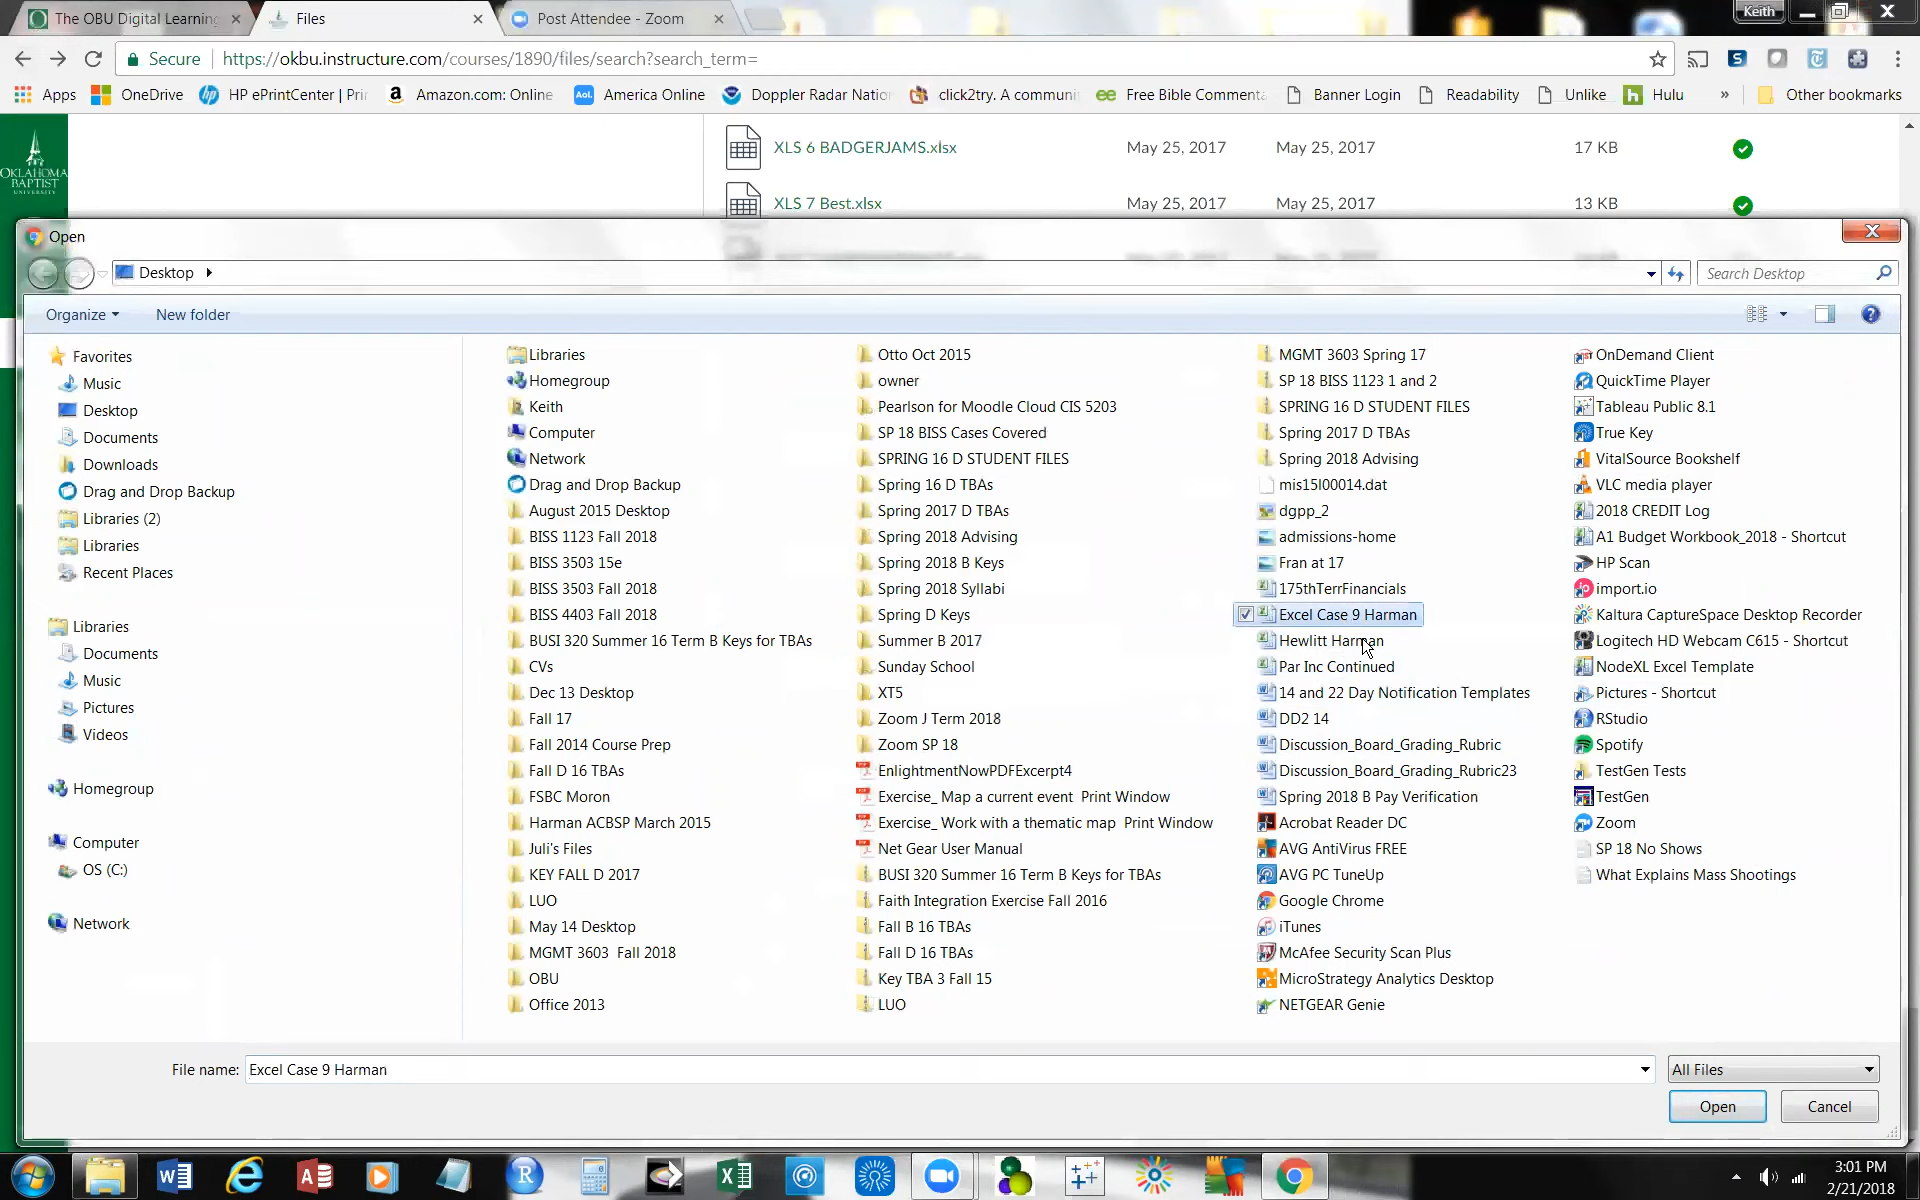 The OBU Digital Learning
Files
Post Attendee - Zoom
Keith
Secure
https://okbu.instructure.com/courses/1890/files/search?search_term=
Apps
OneDrive
HP ePrintCenter | Pri
Amazon.com: Online
Aol.
America Online
Doppler Radar Natio
click2try. A communi
Free Bible Commenta
Banner Login
Readability
Unlike
Hulu
»
Other bookmarks
OKLAHOMA
BAPTIST
UNIVERSITY
XLS 6 BADGERJAMS.xlsx May 25, 2017 May 25, 2017 17 KB
XLS 7 Best.xlsx May 25, 2017 May 25, 2017 13 KB
Open
Desktop
Search Desktop
Organize
New folder
Favorites
Music
Desktop
Documents
Downloads
Drag and Drop Backup
Libraries (2)
Libraries
Recent Places
Libraries
Documents
Music
Pictures
Videos
Homegroup
Computer
OS (C:)
Network
Libraries
Homegroup
Keith
Computer
Network
Drag and Drop Backup
August 2015 Desktop
BISS 1123 Fall 2018
BISS 3503 15e
BISS 3503 Fall 2018
BISS 4403 Fall 2018
BUSI 320 Summer 16 Term B Keys for TBAs
CVs
Dec 13 Desktop
Fall 17
Fall 2014 Course Prep
Fall D 16 TBAs
FSBC Moron
Harman ACBSP March 2015
Juli's Files
KEY FALL D 2017
LUO
May 14 Desktop
MGMT 3603  Fall 2018
OBU
Office 2013
Otto Oct 2015
owner
Pearlson for Moodle Cloud CIS 5203
SP 18 BISS Cases Covered
SPRING 16 D STUDENT FILES
Spring 16 D TBAs
Spring 2017 D TBAs
Spring 2018 Advising
Spring 2018 B Keys
Spring 2018 Syllabi
Spring D Keys
Summer B 2017
Sunday School
XT5
Zoom J Term 2018
Zoom SP 18
EnlightmentNowPDFExcerpt4
Exercise_ Map a current event  Print Window
Exercise_ Work with a thematic map  Print Window
Net Gear User Manual
BUSI 320 Summer 16 Term B Keys for TBAs
Faith Integration Exercise Fall 2016
Fall B 16 TBAs
Fall D 16 TBAs
Key TBA 3 Fall 15
LUO
MGMT 3603 Spring 17
SP 18 BISS 1123 1 and 2
SPRING 16 D STUDENT FILES
Spring 2017 D TBAs
Spring 2018 Advising
mis15l00014.dat
dgpp_2
admissions-home
Fran at 17
175thTerrFinancials
Excel Case 9 Harman
Hewlitt Harman
Par Inc Continued
14 and 22 Day Notification Templates
DD2 14
Discussion_Board_Grading_Rubric
Discussion_Board_Grading_Rubric23
Spring 2018 B Pay Verification
Acrobat Reader DC
AVG AntiVirus FREE
AVG PC TuneUp
Google Chrome
iTunes
McAfee Security Scan Plus
MicroStrategy Analytics Desktop
NETGEAR Genie
OnDemand Client
QuickTime Player
Tableau Public 8.1
True Key
VitalSource Bookshelf
VLC media player
2018 CREDIT Log
A1 Budget Workbook_2018 - Shortcut
HP Scan
import.io
Kaltura CaptureSpace Desktop Recorder
Logitech HD Webcam C615 - Shortcut
NodeXL Excel Template
Pictures - Shortcut
RStudio
Spotify
TestGen Tests
TestGen
Zoom
SP 18 No Shows
What Explains Mass Shootings
File name: Excel Case 9 Harman
All Files
Open
Cancel
3:01 PM
2/21/2018